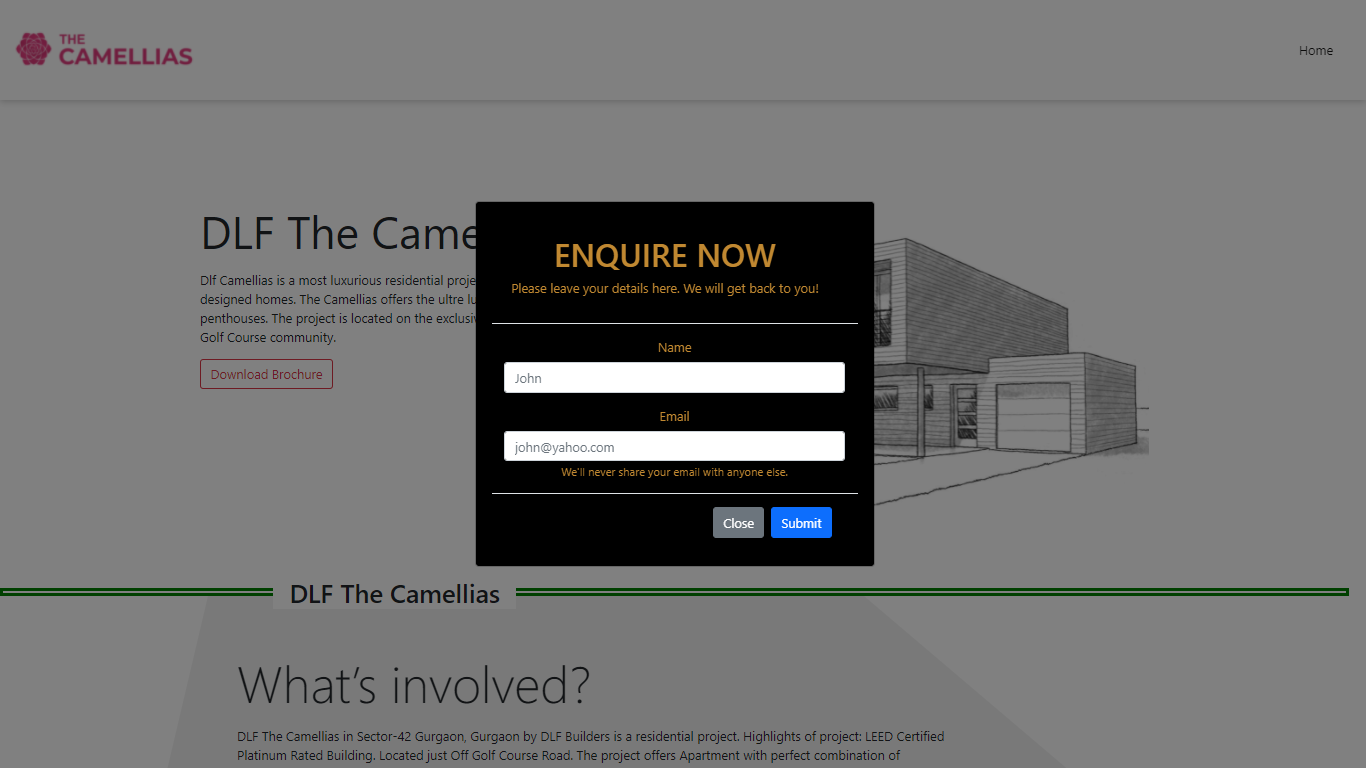 THE
CAMELLIAS
Home
DLF The Came
Dlf Camellias is a most luxurious residential proje
designed homes. The Camellias offers the ultre lu
penthouses. The project is located on the exclusiv
Golf Course community.
Download Brochure
ENQUIRE NOW
Please leave your details here. We will get back to you!
Name
John
Email
john@yahoo.com
We'll never share your email with anyone else.
Close Submit
DLF The Camellias
What's involved?
DLF The Camellias in Sector-42 Gurgaon, Gurgaon by DLF Builders is a residential project. Highlights of project: LEED Certified
Platinum Rated Building. Located just Off Golf Course Road. The project offers Apartment with perfect combination of